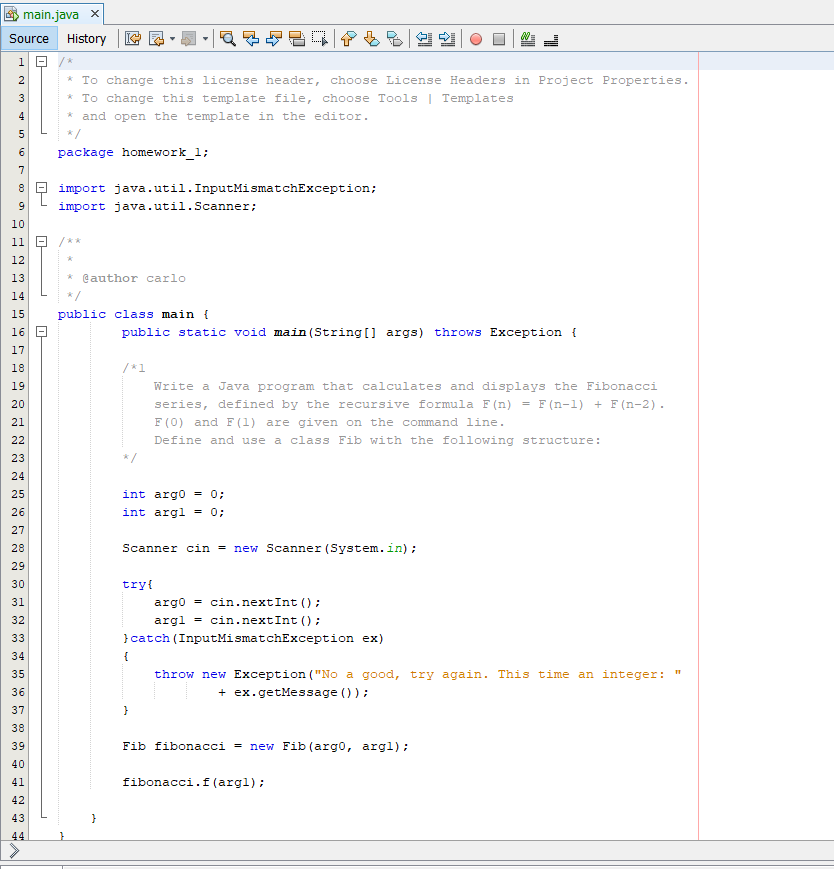 main.java
Source History
1 /*
2 * To change this license header, choose License Headers in Project Properties.
3 * To change this template file, choose Tools | Templates
4 * and open the template in the editor.
5 */
6 package homework_1;
7
8 import java.util.InputMismatchException;
9 import java.util.Scanner;
10
11 /**
12 *
13 * @author carlo
14 */
15 public class main {
16 public static void main(String[] args) throws Exception {
17
18 /*1
19 Write a Java program that calculates and displays the Fibonacci
20 series, defined by the recursive formula F(n) = F(n-1) + F(n-2).
21 F(0) and F(1) are given on the command line.
22 Define and use a class Fib with the following structure:
23 */
24
25 int arg0 = 0;
26 int arg1 = 0;
27
28 Scanner cin = new Scanner(System.in);
29
30 try{
31 arg0 = cin.nextInt();
32 arg1 = cin.nextInt();
33 }catch(InputMismatchException ex)
34 {
35 throw new Exception("No a good, try again. This time an integer: "
36 + ex.getMessage());
37 }
38
39 Fib fibonacci = new Fib(arg0, arg1);
40
41 fibonacci.f(arg1);
42
43 }
44 }